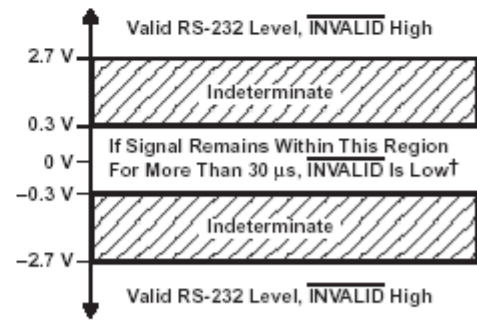 Valid RS-232 Level, INVALID High
2.7 V
Indeterminate
0.3 V
If Signal Remains Within This Region
0 V
For More Than 30 µs, INVALID Is Low†
–0.3 V
Indeterminate
–2.7 V
Valid RS-232 Level, INVALID High